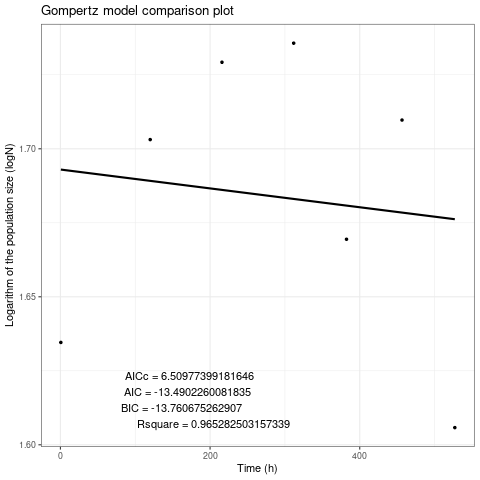 Gompertz model comparison plot
Logarithm of the population size (logN)
1.70
1.65
1.60
AICc = 6.50977399181646
AIC = -13.4902260081835
BIC = -13.760675262907
Rsquare = 0.965282503157339
0 200 400
Time (h)